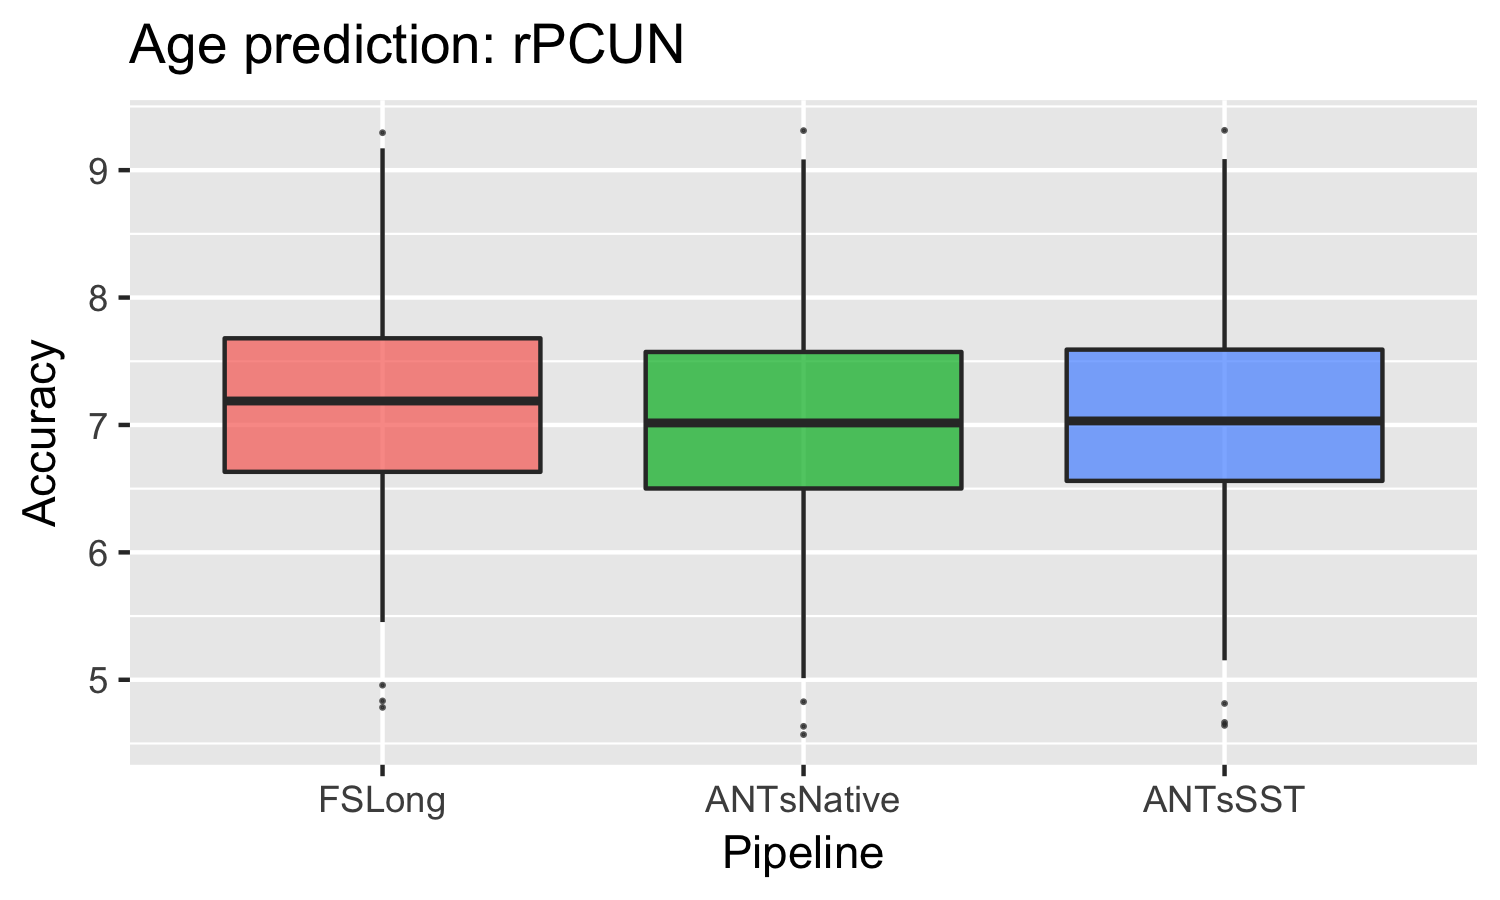 Age prediction: rPCUN
Accuracy
9
8
7
6
5
FSLong
ANTsNative
ANTsSST
Pipeline